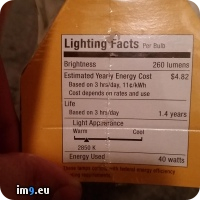 Lighting Facts Per Bulb
Brightness 260 lumens
Estimated Yearly Energy Cost $4.82
Based on 3 hrs/day, 11¢/kWh
Cost depends on rates and use
Life
Based on 3 hrs/day 1.4 years
Light Appearance
Warm Cool
2850 K
Energy Used 40 watts
im9.eu